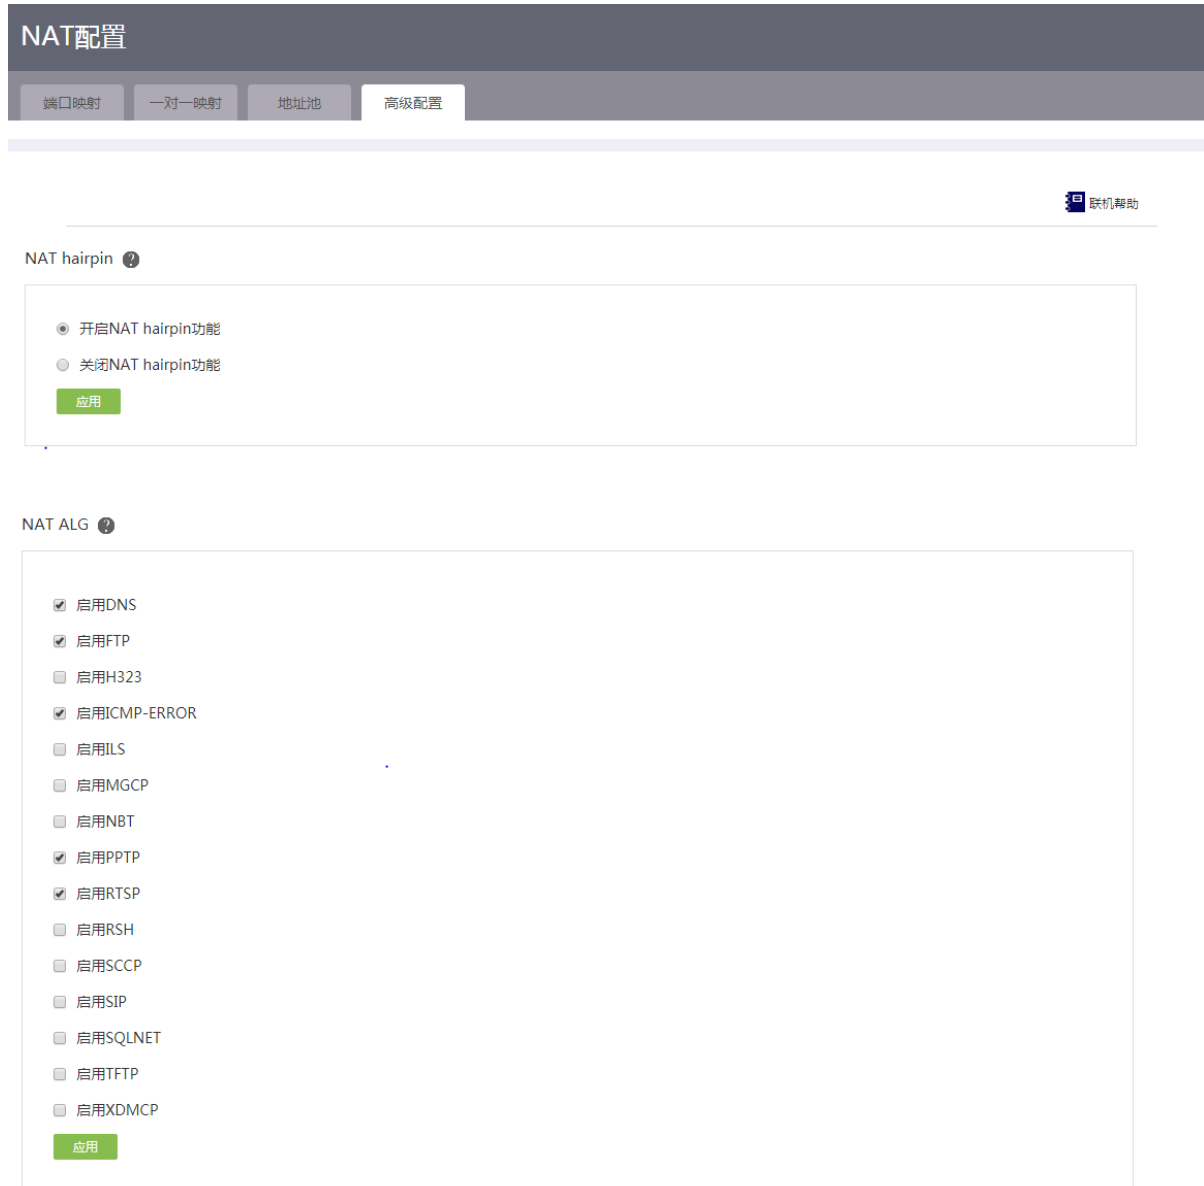 NAT配置
端口映射 一对一映射 地址池 高级配置
联机帮助
NAT hairpin ?
开启NAT hairpin功能
关闭NAT hairpin功能
应用
NAT ALG ?
启用DNS
启用FTP
启用H323
启用ICMP-ERROR
启用ILS
启用MGCP
启用NBT
启用PPTP
启用RTSP
启用RSH
启用SCCP
启用SIP
启用SQLNET
启用TFTP
启用XDMCP
应用